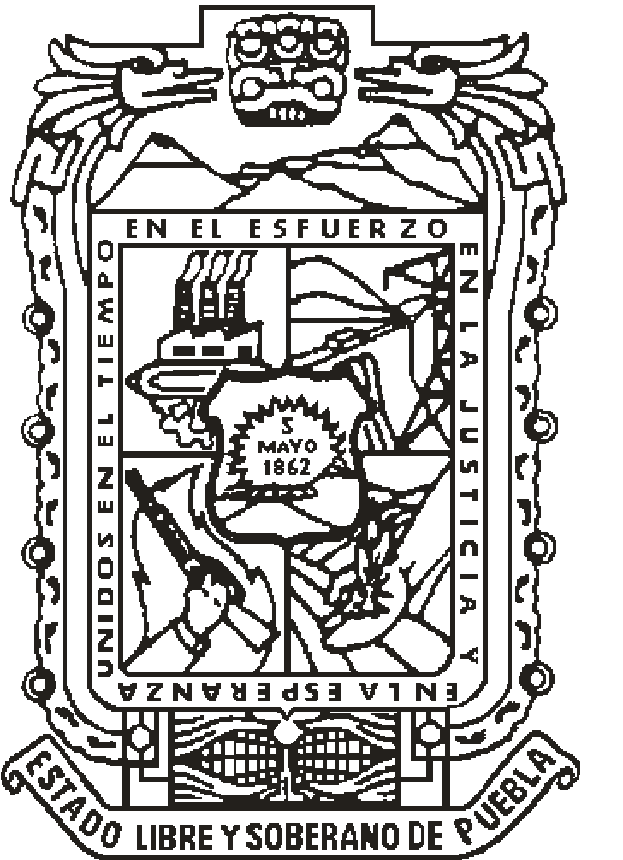 UNIDOS EN EL TIEMPO
EN EL ESFUERZO
EN LA JUSTICIA Y
EN LA ESPERANZA
5
MAYO
1862
ESTADO LIBRE Y SOBERANO DE PUEBLA